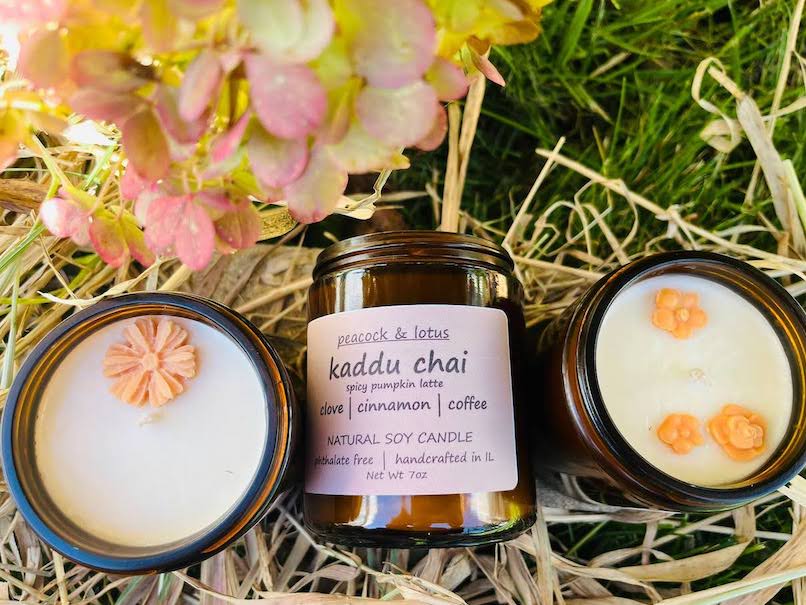 peacock & lotus
kaddu chai
spicy pumpkin latte
clove | cinnamon | coffee
NATURAL SOY CANDLE
phthalate free | handcrafted in IL
Net Wt 7oz